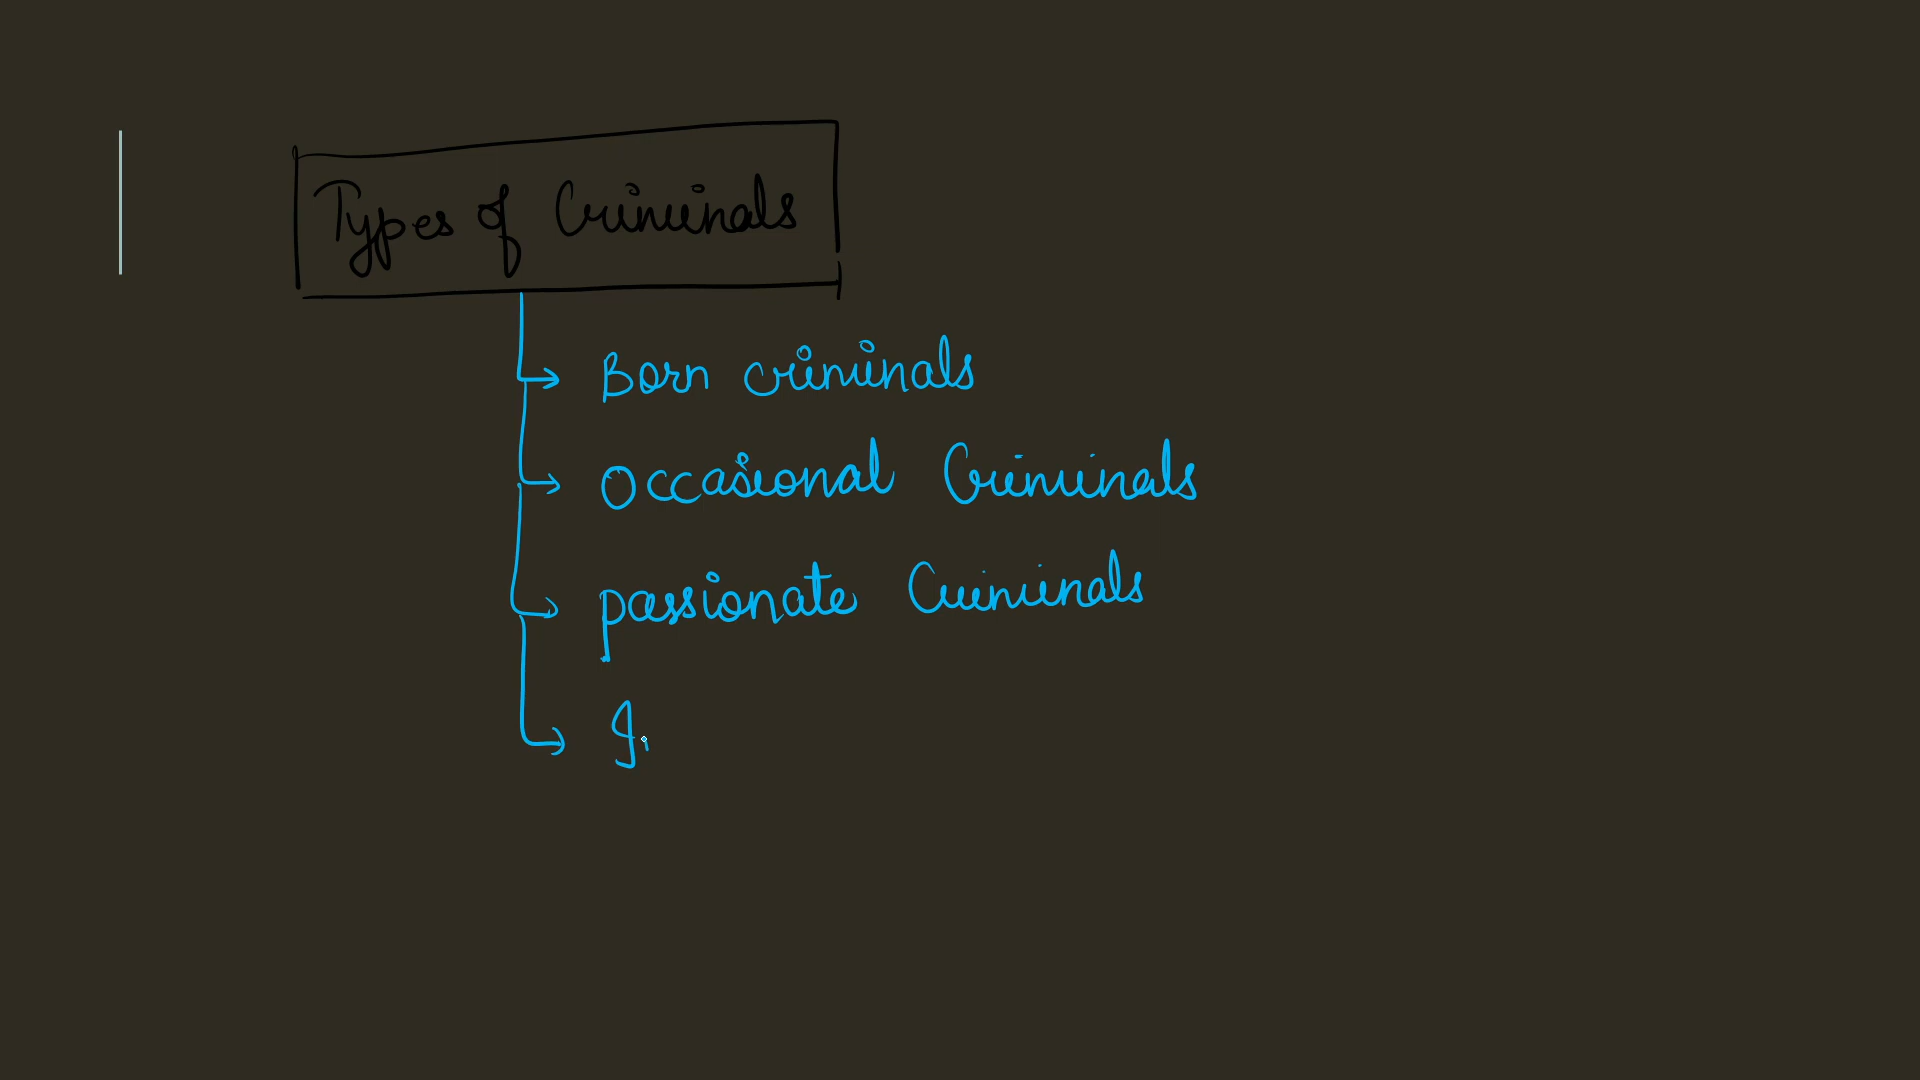 Types of Criminals
Born criminals
Occasional Criminals
passionate Criminals